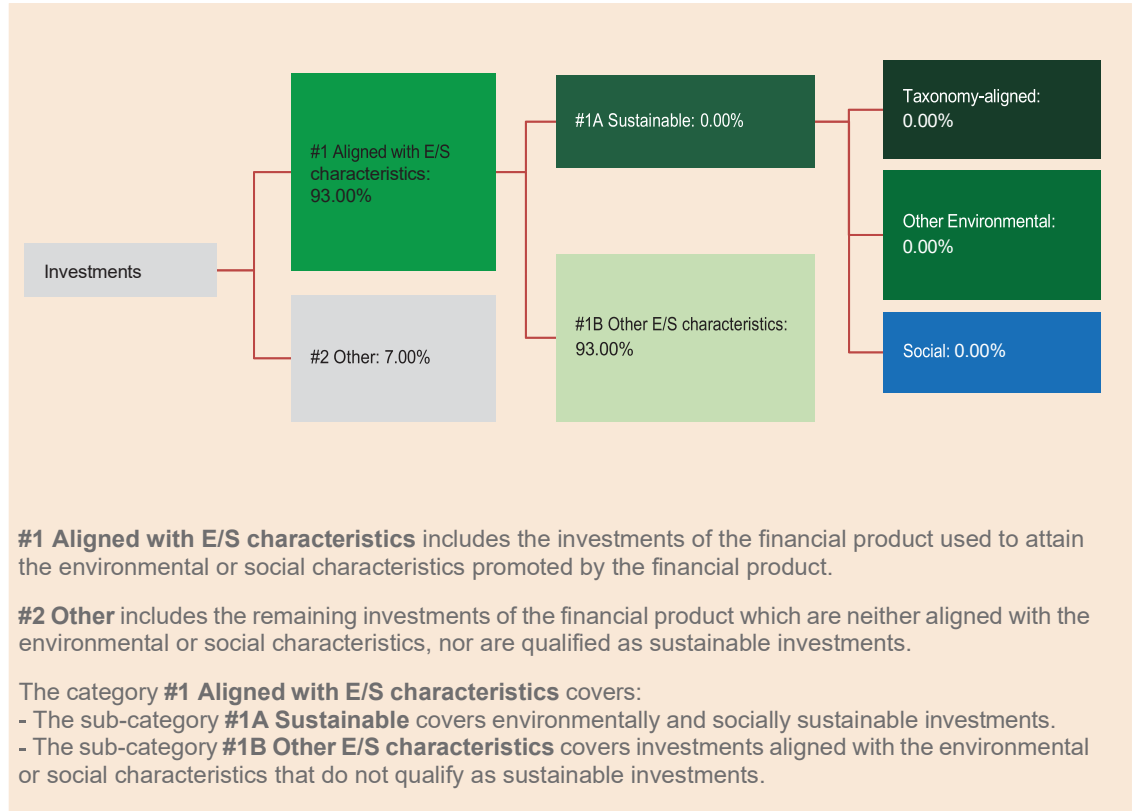 Investments
#1 Aligned with E/S
characteristics:
93.00%
#2 Other: 7.00%
#1A Sustainable: 0.00%
#1B Other E/S characteristics:
93.00%
Taxonomy-aligned:
0.00%
Other Environmental:
0.00%
Social: 0.00%
#1 Aligned with E/S characteristics includes the investments of the financial product used to attain
the environmental or social characteristics promoted by the financial product.
#2 Other includes the remaining investments of the financial product which are neither aligned with the
environmental or social characteristics, nor are qualified as sustainable investments.
The category #1 Aligned with E/S characteristics covers:
- The sub-category #1A Sustainable covers environmentally and socially sustainable investments.
- The sub-category #1B Other E/S characteristics covers investments aligned with the environmental
or social characteristics that do not qualify as sustainable investments.